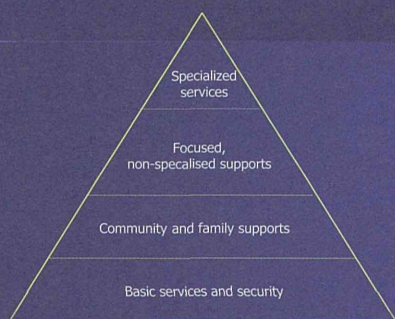 Specialized
services
Focused,
non-specalised supports
Community and family supports
Basic services and security